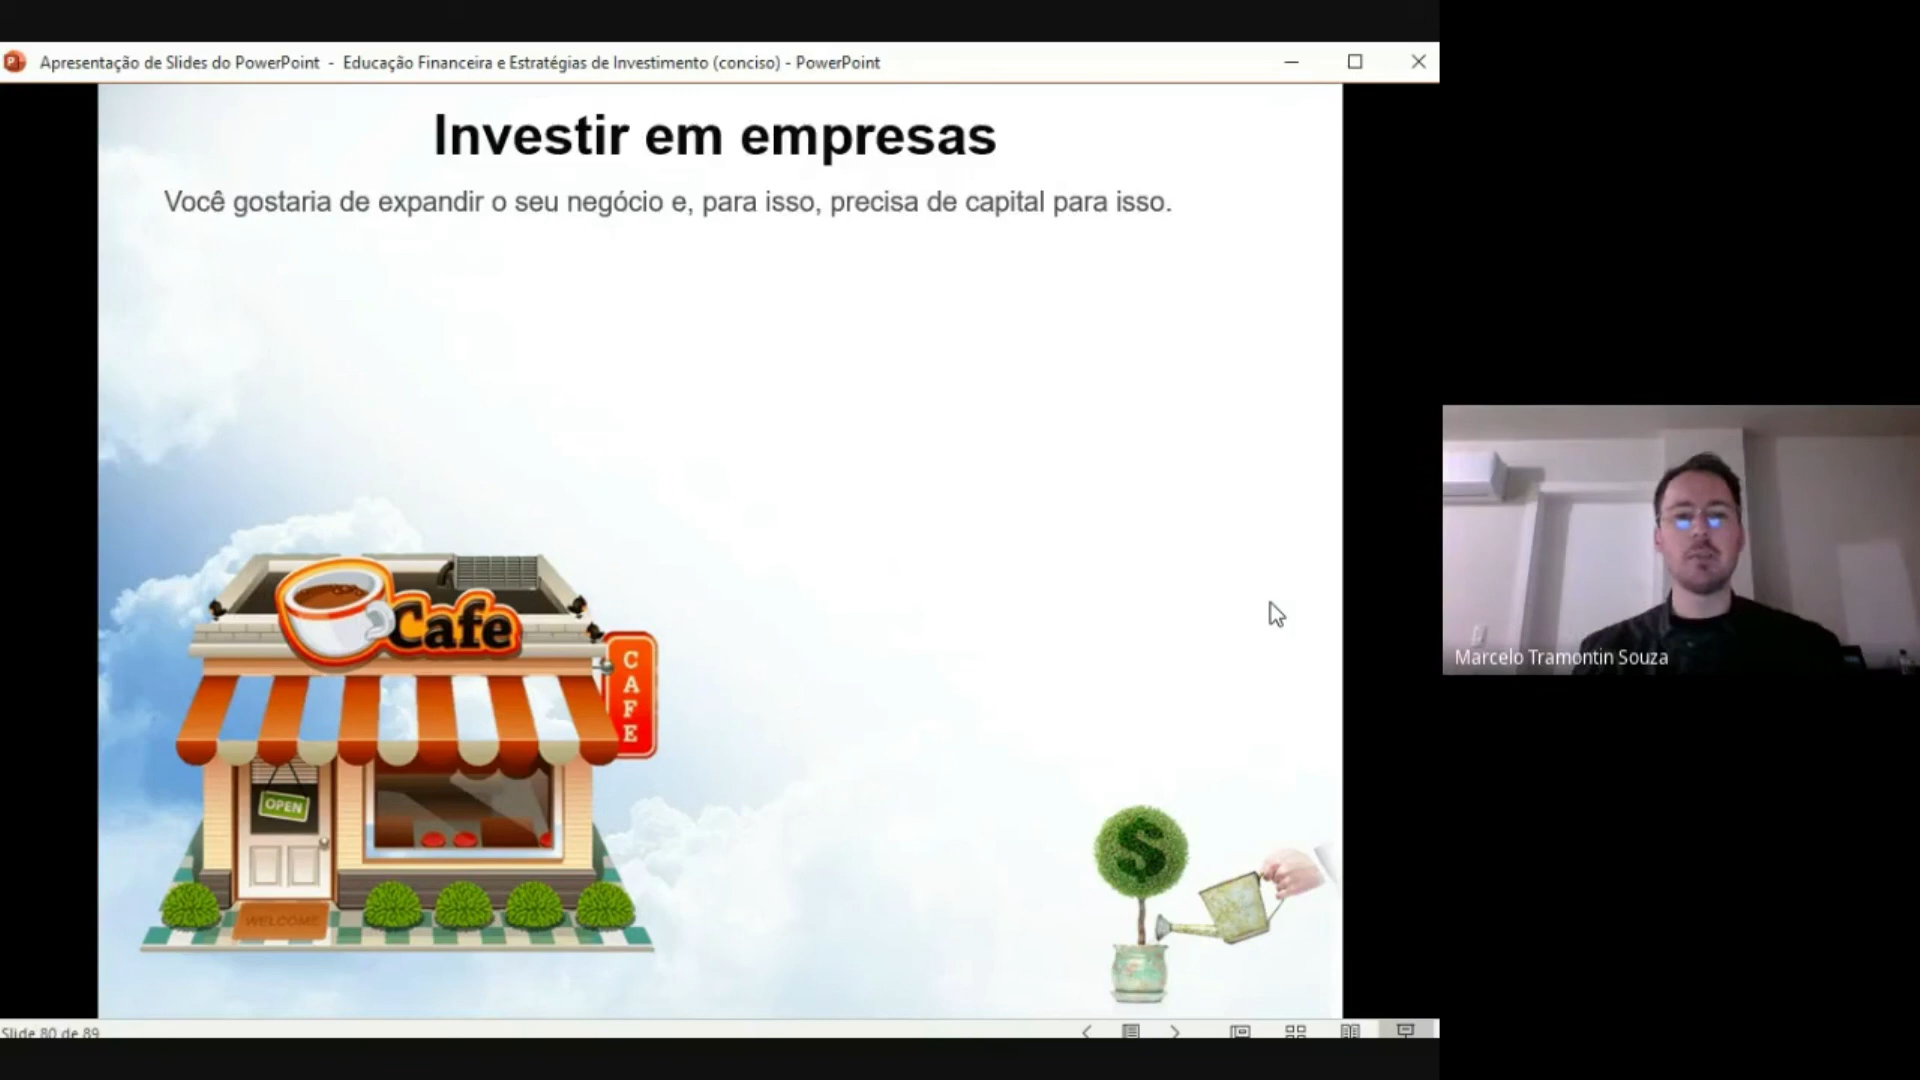 Apresentação de Slides do PowerPoint - Educação Financeira e Estratégias de Investimento (conciso) - PowerPoint
Investir em empresas
Você gostaria de expandir o seu negócio e, para isso, precisa de capital para isso.
Cafe
CAFE
OPEN
WELCOME
$
Marcelo Tramontin Souza
Slide 80 de 89